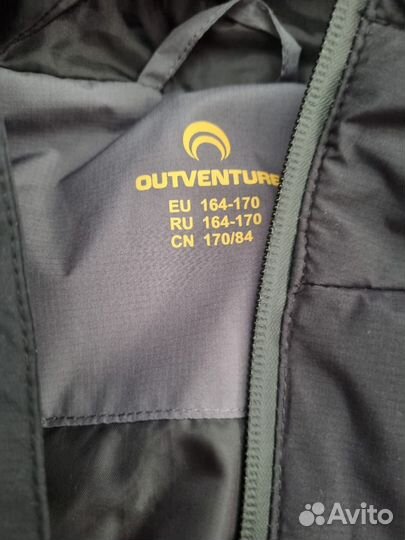 OUTVENTURE
EU 164-170
RU 164-170
CN 170/84
Avito